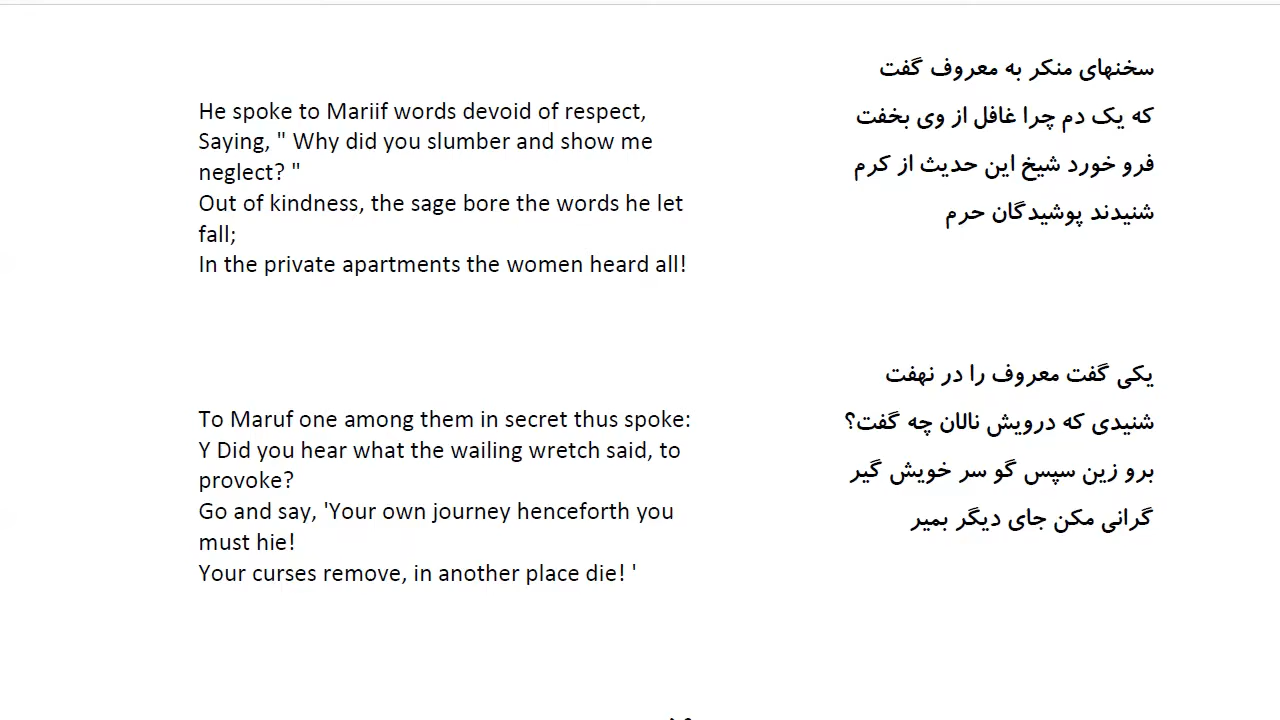 سخنهای منکر به معروف گفت
که یک دم چرا غافل از وی بخفت
فرو خورد شیخ این حدیث از کرم
شنیدند پوشیدگان حرم
He spoke to Mariif words devoid of respect,
Saying, " Why did you slumber and show me
neglect? "
Out of kindness, the sage bore the words he let
fall;
In the private apartments the women heard all!
یکی گفت معروف را در نهفت
شنیدی که درویش نالان چه گفت؟
برو زین سپس گو سر خویش گیر
گرانی مکن جای دیگر بمیر
To Maruf one among them in secret thus spoke:
Y Did you hear what the wailing wretch said, to
provoke?
Go and say, 'Your own journey henceforth you
must hie!
Your curses remove, in another place die! '